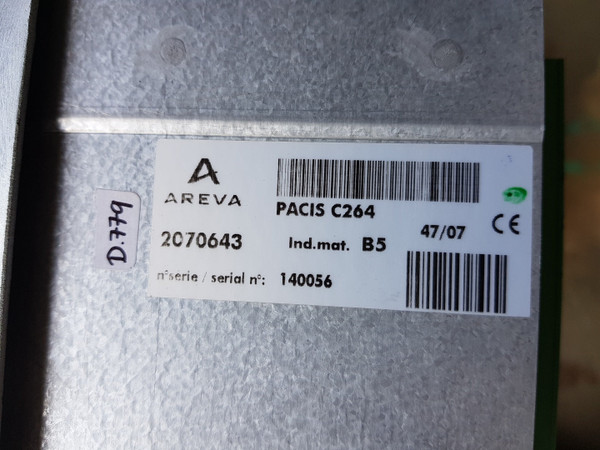 AREVA
PACIS C264
2070643
Ind.mat. B5
47/07
CE
n°serie / serial n°: 140056
D.779